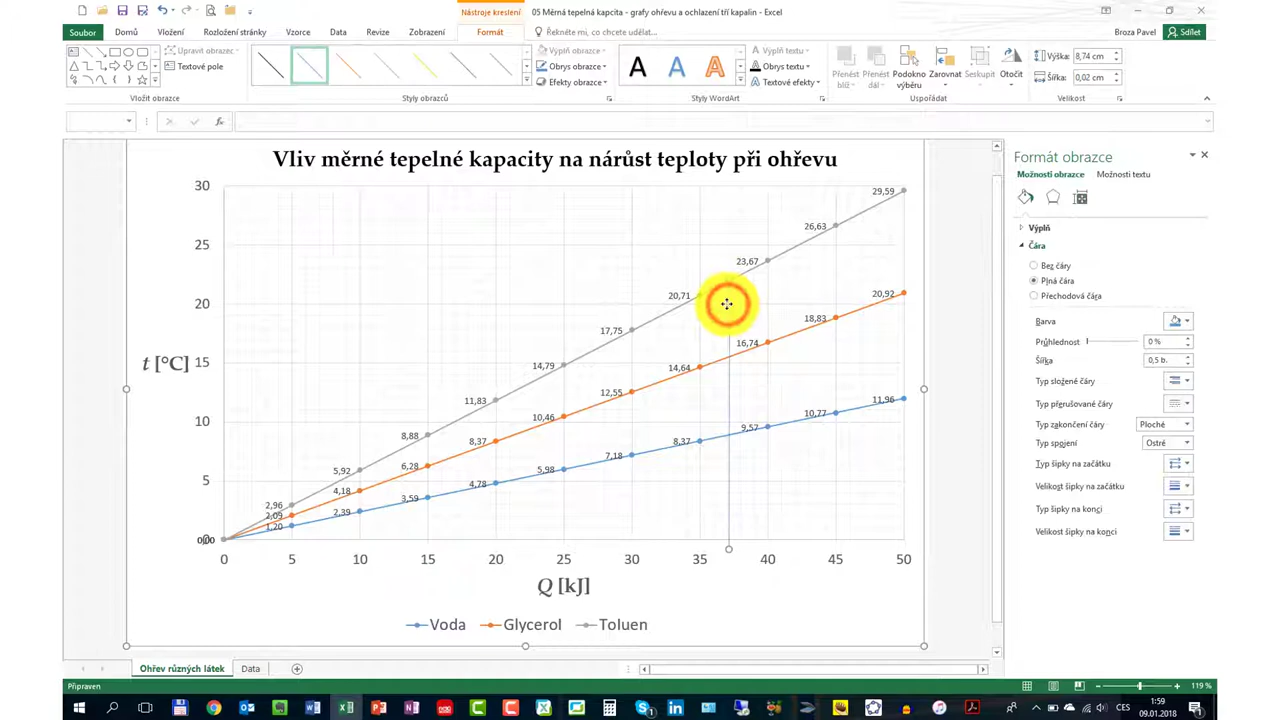 Nástroje kreslení
05 Měrná tepelná kapcita - grafy ohřevu a ochlazení tří kapalin - Excel
Soubor Domů Vložení Rozložení stránky Vzorce Data Revize Zobrazení Formát Řekněte mi, co chcete udělat... Broza Pavel Sdílet
Upravit obrazec
Textové pole
Vložit obrazce
Výplň obrazce
Obrys obrazce
Efekty obrazce
Styly obrazců
A A A
Výplň textu
Obrys textu
Textové efekty
Styly WordArt
Přenést blíž
Přenést dál
Podokno výběru
Zarovnat
Seskupit
Otočit
Uspořádat
Výška: 8,74 cm
Šířka: 0,02 cm
Velikost
fx
Vliv měrné tepelné kapacity na nárůst teploty při ohřevu
30
25
20
15
10
5
0
t [°C]
2,96 5,92 8,88 11,83 14,79 17,75 20,71 23,67 26,63 29,59
2,09 4,18 6,28 8,37 10,46 12,55 14,64 16,74 18,83 20,92
1,20 2,39 3,59 4,78 5,98 7,18 8,37 9,57 10,77 11,96
0 5 10 15 20 25 30 35 40 45 50
Q [kJ]
Voda Glycerol Toluen
Formát obrazce
Možnosti obrazce Možnosti textu
Výplň
Čára
Bez čáry
Plná čára
Přechodová čára
Barva
Průhlednost 0 %
Šířka 0,5 b.
Typ složené čáry
Typ přerušované čáry
Typ zakončení čáry Ploché
Typ spojení Ostré
Typ šipky na začátku
Velikost šipky na začátku
Typ šipky na konci
Velikost šipky na konci
Ohřev různých látek Data
Připraven 119 %
CES 1:59
09.01.2018